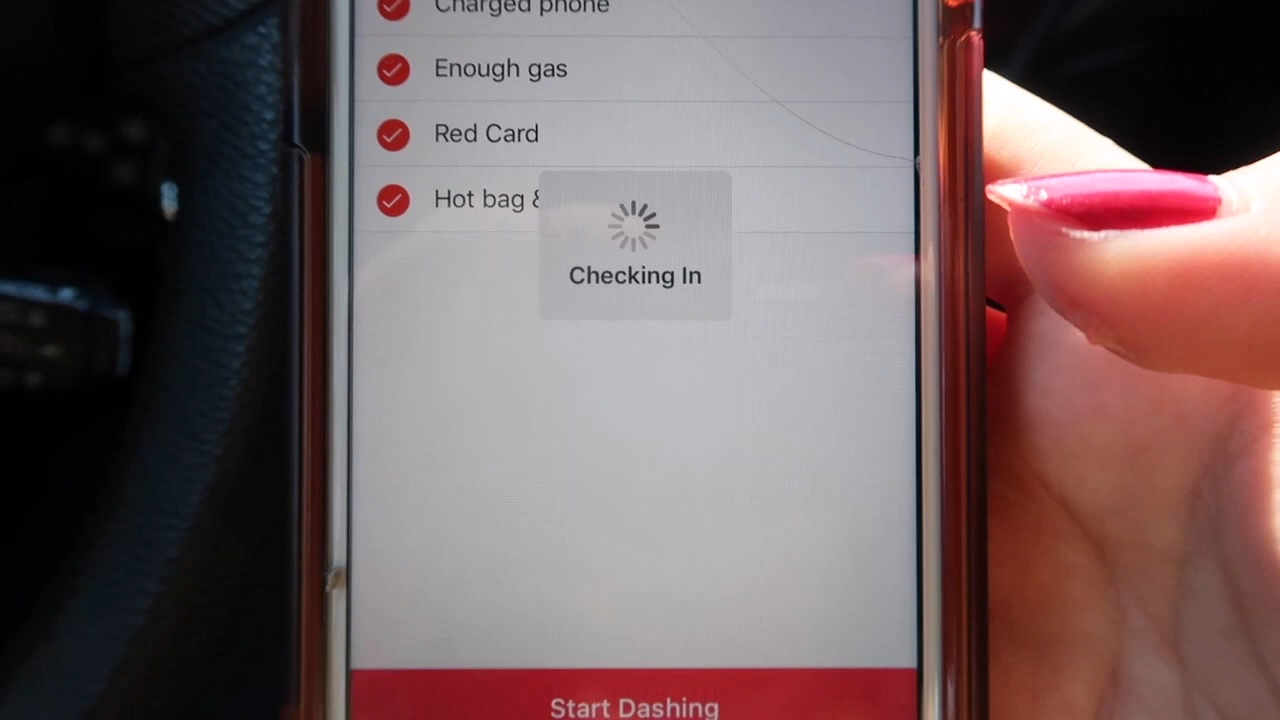 Charged phone
Enough gas
Red Card
Hot bag &
Checking In
Start Dashing